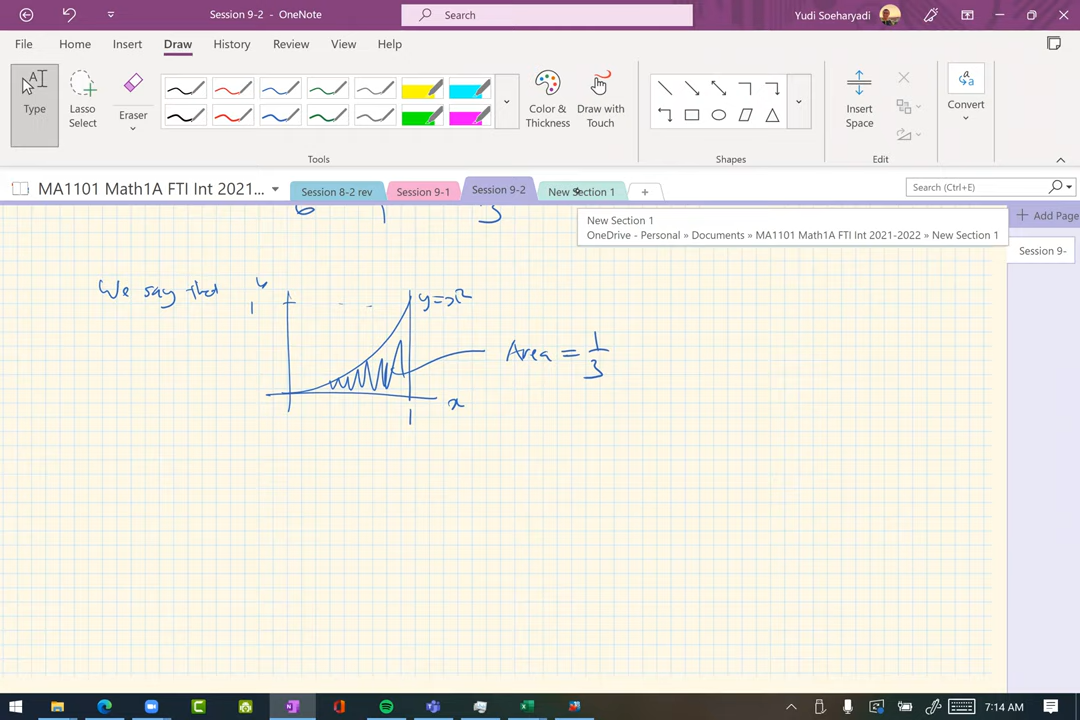 Session 9-2 - OneNote
Search
Yudi Soeharyadi
File Home Insert Draw History Review View Help
Type
Lasso Select
Eraser
Color & Thickness
Draw with Touch
Insert Space
Convert
Tools
Shapes
Edit
MA1101 Math1A FTI Int 2021...
Session 8-2 rev
Session 9-1
Session 9-2
New Section 1
+
Search (Ctrl+E)
New Section 1
OneDrive - Personal » Documents » MA1101 Math1A FTI Int 2021-2022 » New Section 1
+ Add Page
Session 9-
6 1 3
We say that
y
1
y=x²
Area = 1/3
x
1
7:14 AM